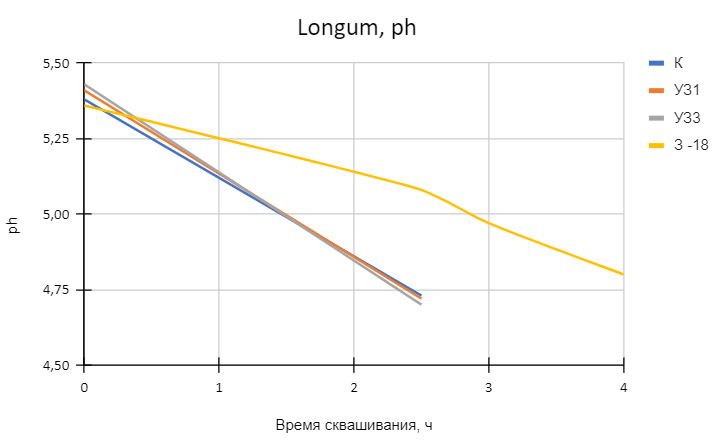 Longum, ph
5,50
5,25
5,00
4,75
4,50
ph
0
1
2
3
4
Время сквашивания, ч
К
УЗ1
УЗ3
З -18